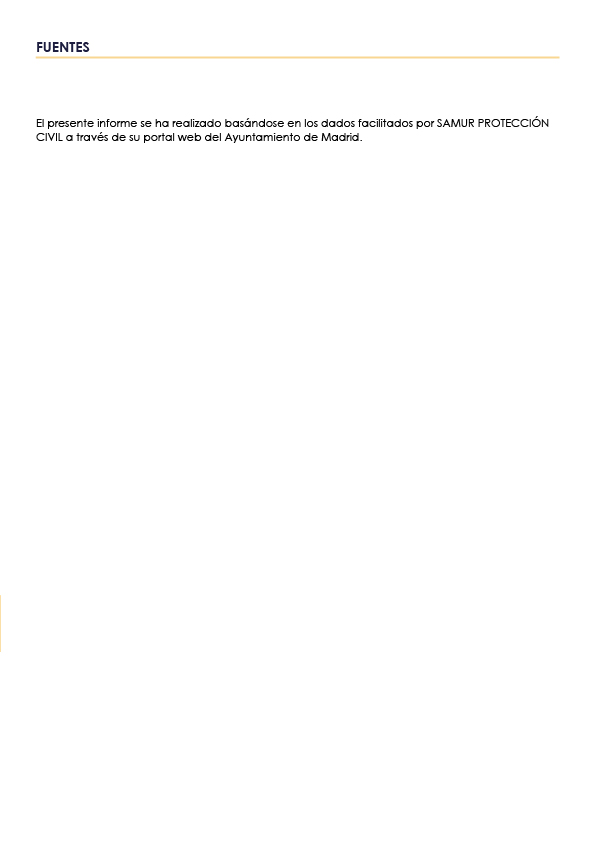 FUENTES
El presente informe se ha realizado basándose en los dados facilitados por SAMUR PROTECCIÓN
CIVIL a través de su portal web del Ayuntamiento de Madrid.